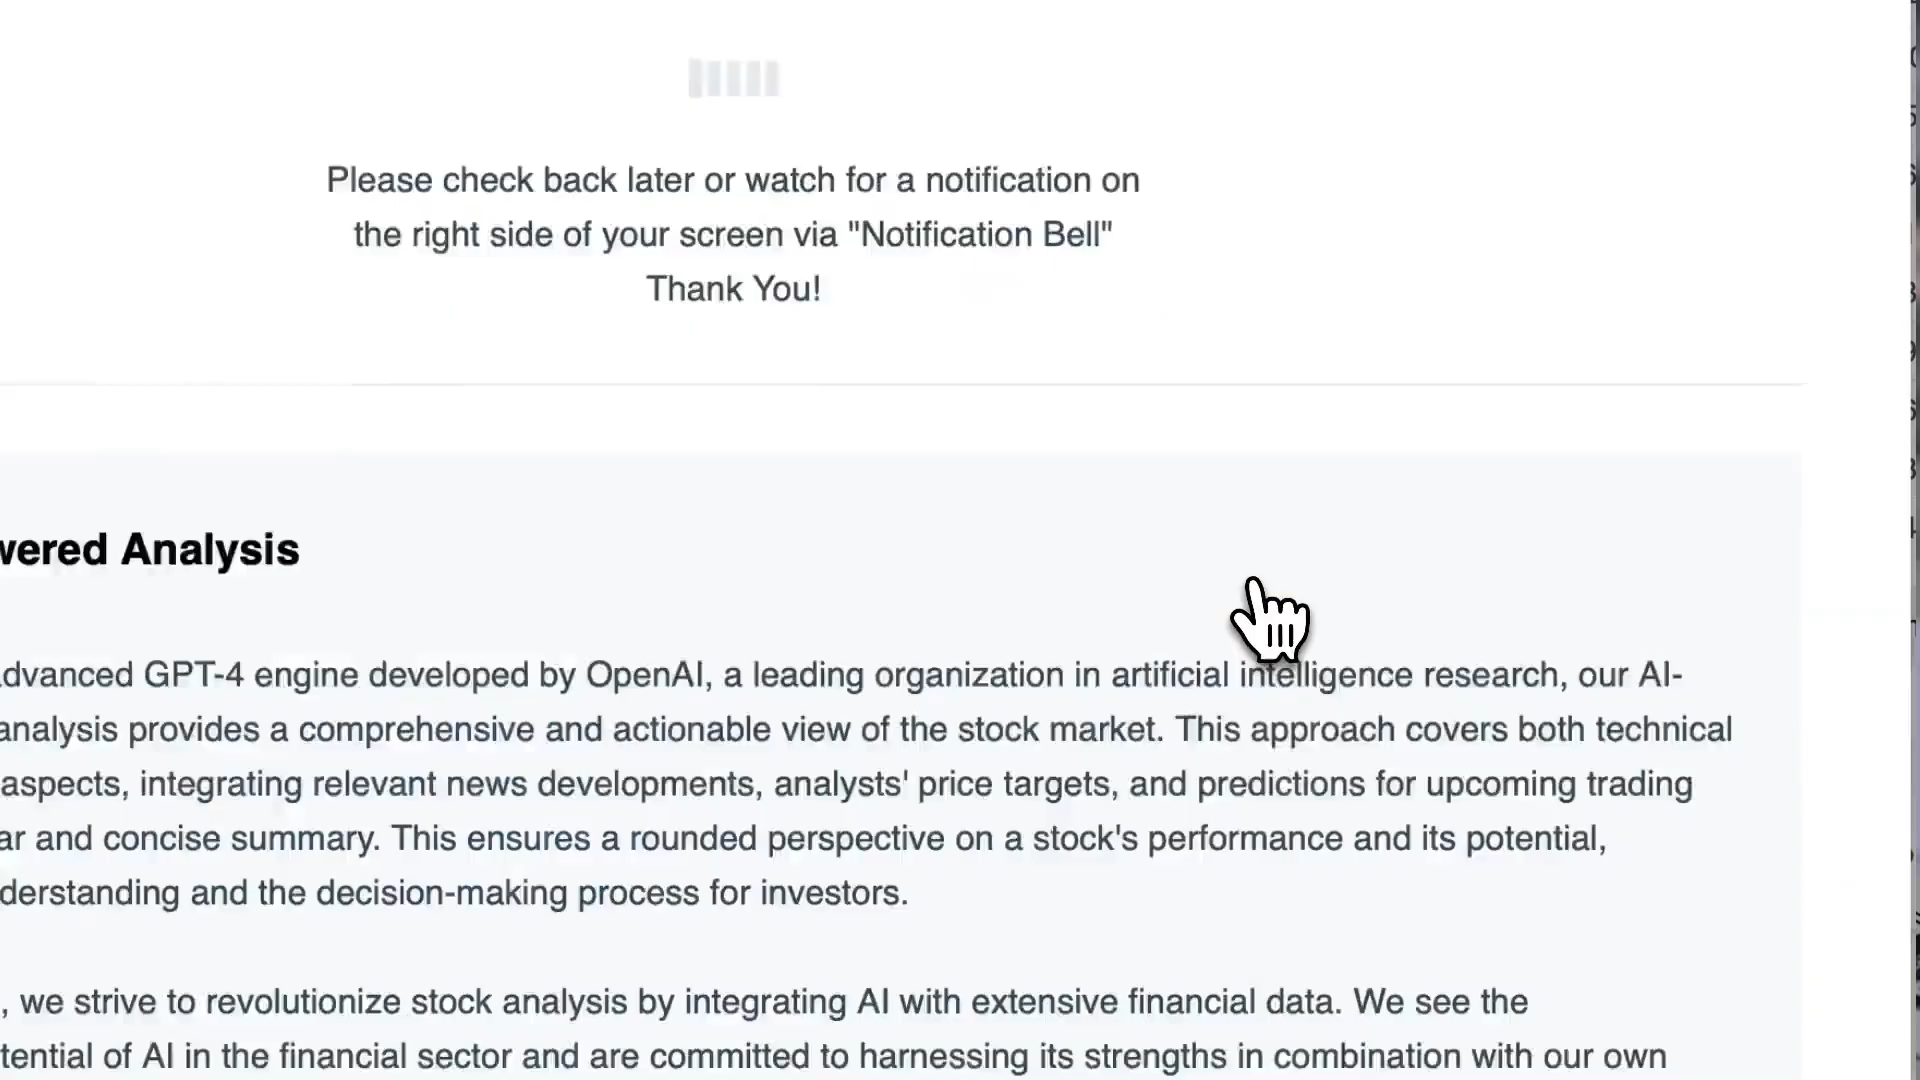 Please check back later or watch for a notification on
the right side of your screen via "Notification Bell"
Thank You!
wered Analysis
dvanced GPT-4 engine developed by OpenAI, a leading organization in artificial intelligence research, our AI-
analysis provides a comprehensive and actionable view of the stock market. This approach covers both technical
aspects, integrating relevant news developments, analysts' price targets, and predictions for upcoming trading
ar and concise summary. This ensures a rounded perspective on a stock's performance and its potential,
derstanding and the decision-making process for investors.
, we strive to revolutionize stock analysis by integrating AI with extensive financial data. We see the
tential of AI in the financial sector and are committed to harnessing its strengths in combination with our own